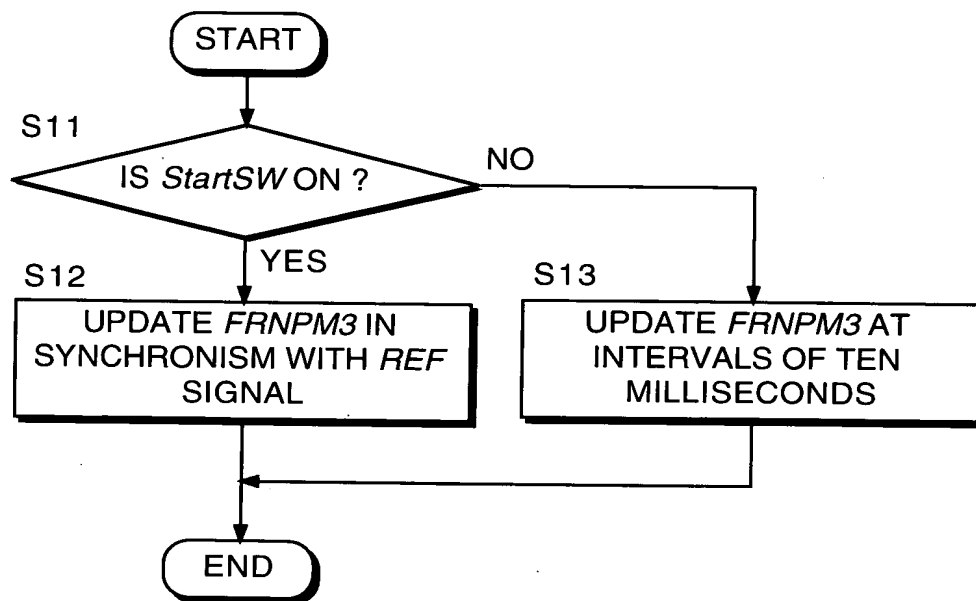 START
S11
IS StartSW ON ?
NO
YES
S12
UPDATE FRNPM3 IN
SYNCHRONISM WITH REF
SIGNAL
S13
UPDATE FRNPM3 AT
INTERVALS OF TEN
MILLISECONDS
END